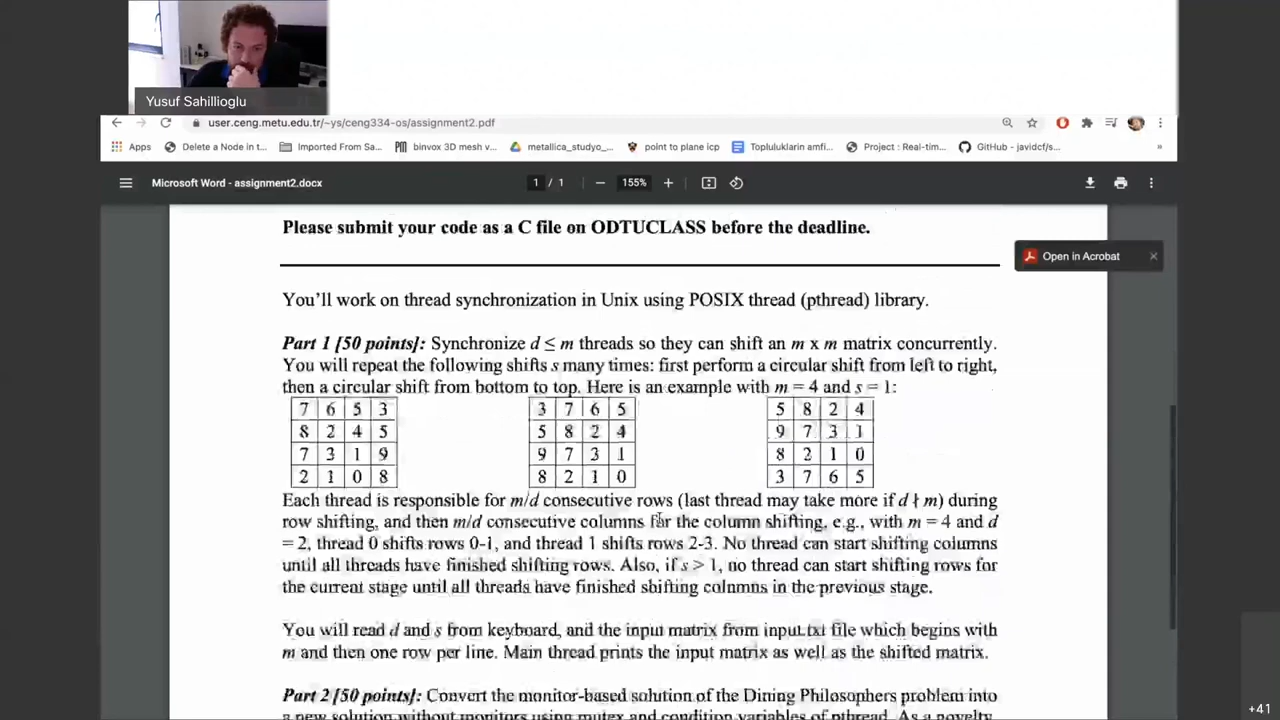 Yusuf Sahillioglu
user.ceng.metu.edu.tr/~ys/ceng334-os/assignment2.pdf
Apps
Delete a Node in t...
Imported From Sa...
binvox 3D mesh v...
metallica_studyo_...
point to plane icp
Topluluklarin amfi...
Project : Real-tim...
GitHub - javidcf/...
»
Microsoft Word - assignment2.docx
1 / 1
155%
Please submit your code as a C file on ODTUCLASS before the deadline.
Open in Acrobat
You'll work on thread synchronization in Unix using POSIX thread (pthread) library.
Part 1 [50 points]: Synchronize d ≤ m threads so they can shift an m x m matrix concurrently.
You will repeat the following shifts s many times: first perform a circular shift from left to right,
then a circular shift from bottom to top. Here is an example with m = 4 and s = 1:
7 6 5 3 3 7 6 5 5 8 2 4
8 2 4 5 5 8 2 4 9 7 3 1
7 3 1 9 9 7 3 1 8 2 1 0
2 1 0 8 8 2 1 0 3 7 6 5
Each thread is responsible for m/d consecutive rows (last thread may take more if d ∤ m) during
row shifting, and then m/d consecutive columns for the column shifting, e.g., with m = 4 and d
= 2, thread 0 shifts rows 0-1, and thread 1 shifts rows 2-3. No thread can start shifting columns
until all threads have finished shifting rows. Also, if s > 1, no thread can start shifting rows for
the current stage until all threads have finished shifting columns in the previous stage.
You will read d and s from keyboard, and the input matrix from input.txt file which begins with
m and then one row per line. Main thread prints the input matrix as well as the shifted matrix.
Part 2 [50 points]: Convert the monitor-based solution of the Dining Philosophers problem into
a new solution without monitors using mutex and condition variables of pthread. As a novelty,
+41